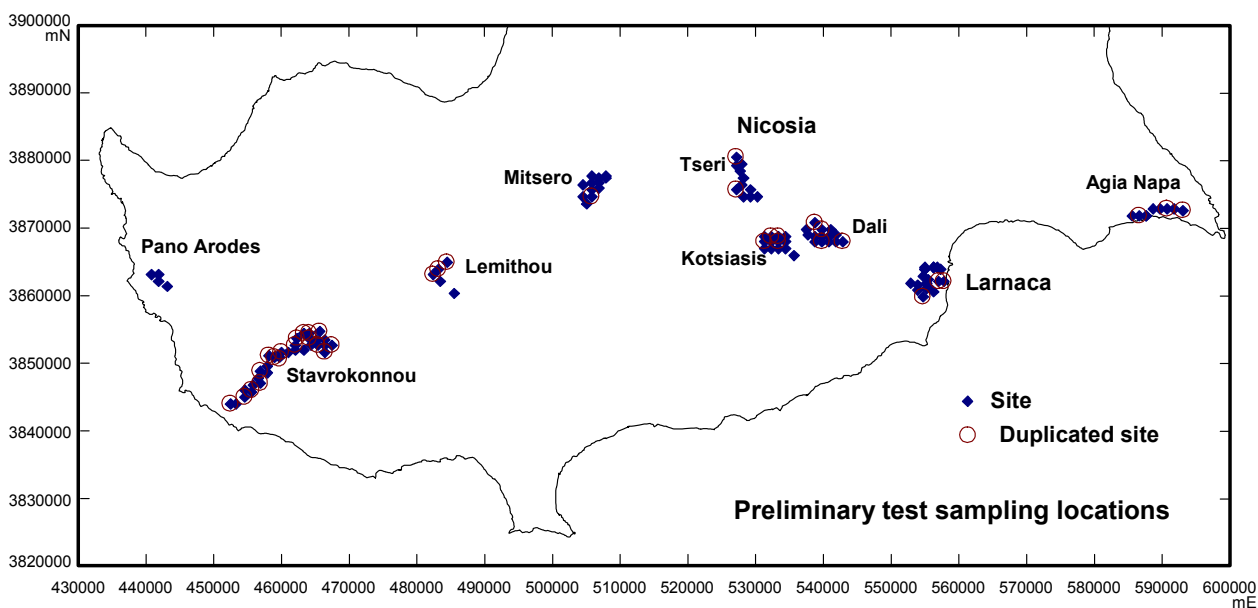 3900000
mN
3890000
3880000
3870000
3860000
3850000
3840000
3830000
3820000
Nicosia
Tseri
Mitsero
Agia Napa
Dali
Pano Arodes
Kotsiasis
Lemithou
Larnaca
Stavrokonnou
Site
Duplicated site
Preliminary test sampling locations
430000 440000 450000 460000 470000 480000 490000 500000 510000 520000 530000 540000 550000 560000 570000 580000 590000 600000
mE